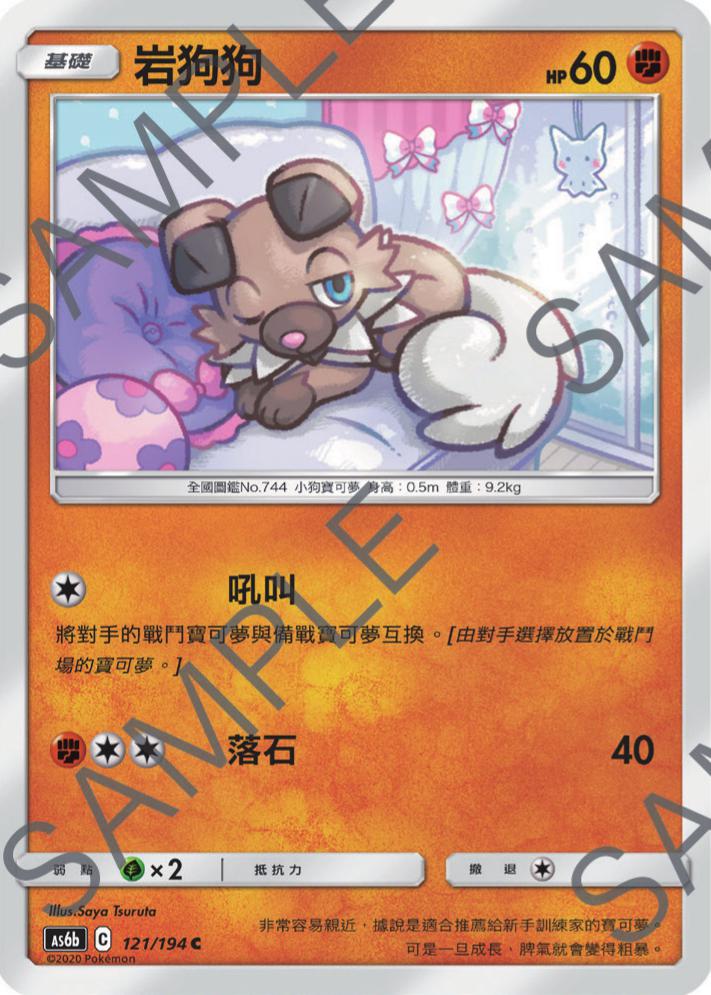 基礎 岩狗狗 HP 60
全國圖鑑No.744 小狗寶可夢 身高：0.5m 體重：9.2kg
吼叫
將對手的戰鬥寶可夢與備戰寶可夢互換。[由對手選擇放置於戰鬥
場的寶可夢。]
落石 40
弱點 ×2 抵抗力 撤退
Illus.Saya Tsuruta
非常容易親近，據說是適合推薦給新手訓練家的寶可夢。
AS6b C 121/194 C
可是一旦成長，脾氣就會變得粗暴。
©2020 Pokémon
SAMPLE
SAMPLE
SAMPLE
SAM
SAM
SA